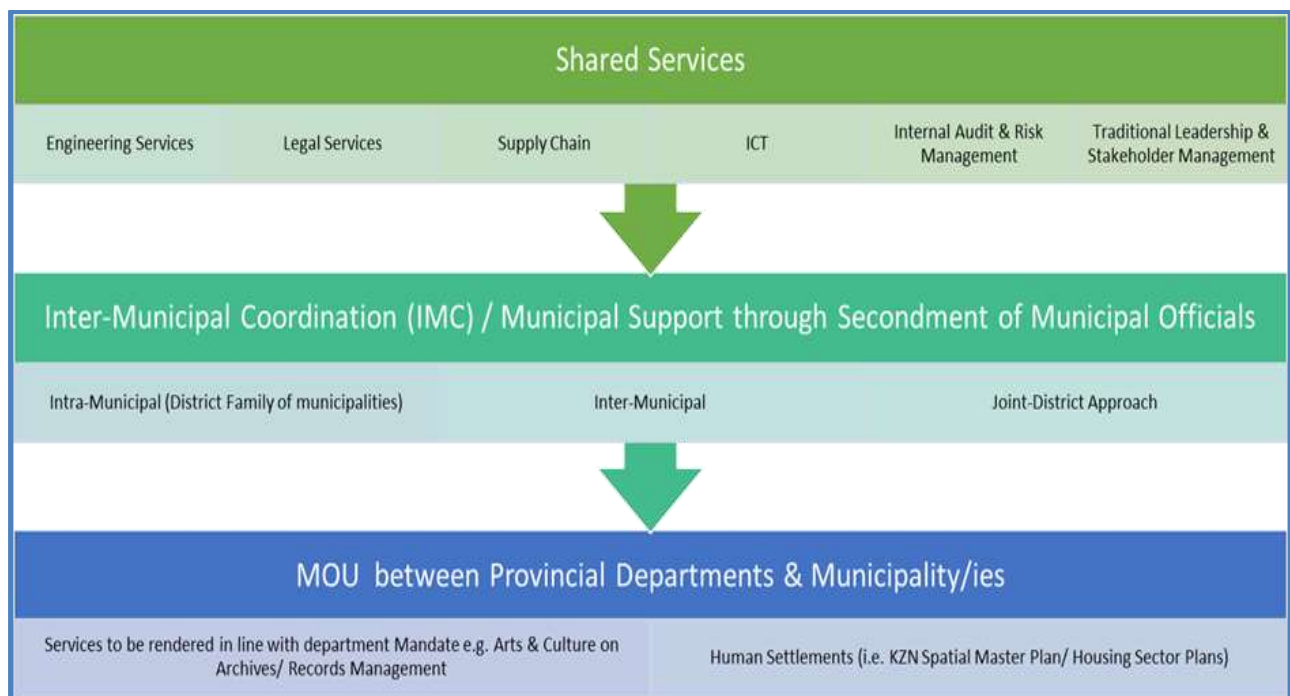 Shared Services
Engineering Services
Legal Services
Supply Chain
ICT
Internal Audit & Risk
Management
Traditional Leadership &
Stakeholder Management
Inter-Municipal Coordination (IMC) / Municipal Support through Secondment of Municipal Officials
Intra-Municipal (District Family of municipalities)
Inter-Municipal
Joint-District Approach
MOU between Provincial Departments & Municipality/ies
Services to be rendered in line with department Mandate e.g. Arts & Culture on
Archives/ Records Management
Human Settlements (i.e. KZN Spatial Master Plan/ Housing Sector Plans)